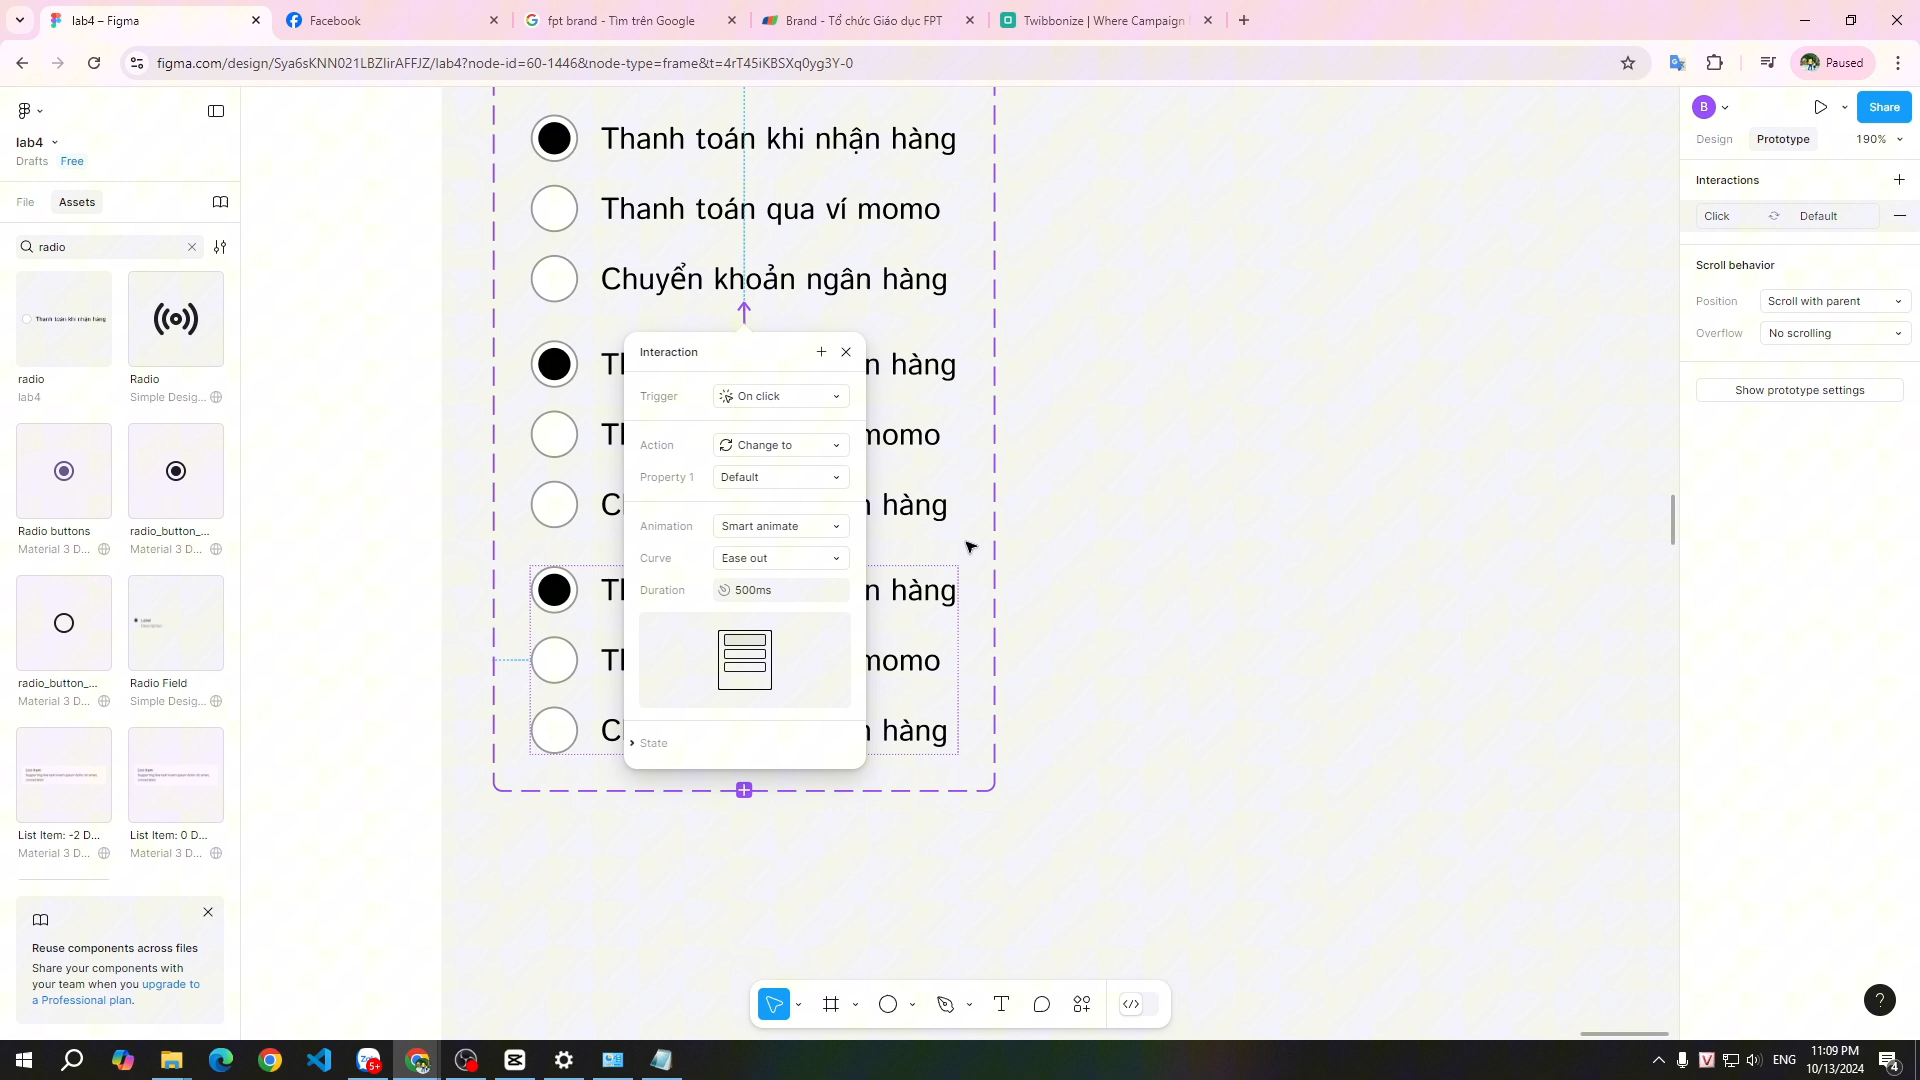 lab4 – Figma
Facebook
fpt brand - Tìm trên Google
Brand - Tổ chức Giáo dục FPT
Twibbonize | Where Campaign
figma.com/design/Sya6sKNN021LBZlirAFFJZ/lab4?node-id=60-1446&node-type=frame&t=4rT45iKBSXq0yg3Y-0
Paused
lab4
Drafts Free
File Assets
radio
Thanh toán khi nhận hàng
radio
lab4
Radio
Simple Desig...
Radio buttons
Material 3 D...
radio_button_...
Material 3 D...
radio_button_...
Material 3 D...
Radio Field
Simple Desig...
List Item: -2 D...
Material 3 D...
List Item: 0 D...
Material 3 D...
Reuse components across files
Share your components with
your team when you upgrade to
a Professional plan.
Thanh toán khi nhận hàng
Thanh toán qua ví momo
Chuyển khoản ngân hàng
Interaction
Trigger On click
Action Change to
Property 1 Default
Animation Smart animate
Curve Ease out
Duration 500ms
State
hàng
momo
hàng
hàng
momo
hàng
B
Share
Design Prototype 190%
Interactions
Click Default
Scroll behavior
Position Scroll with parent
Overflow No scrolling
Show prototype settings
?
5+
ENG
11:09 PM
10/13/2024
4